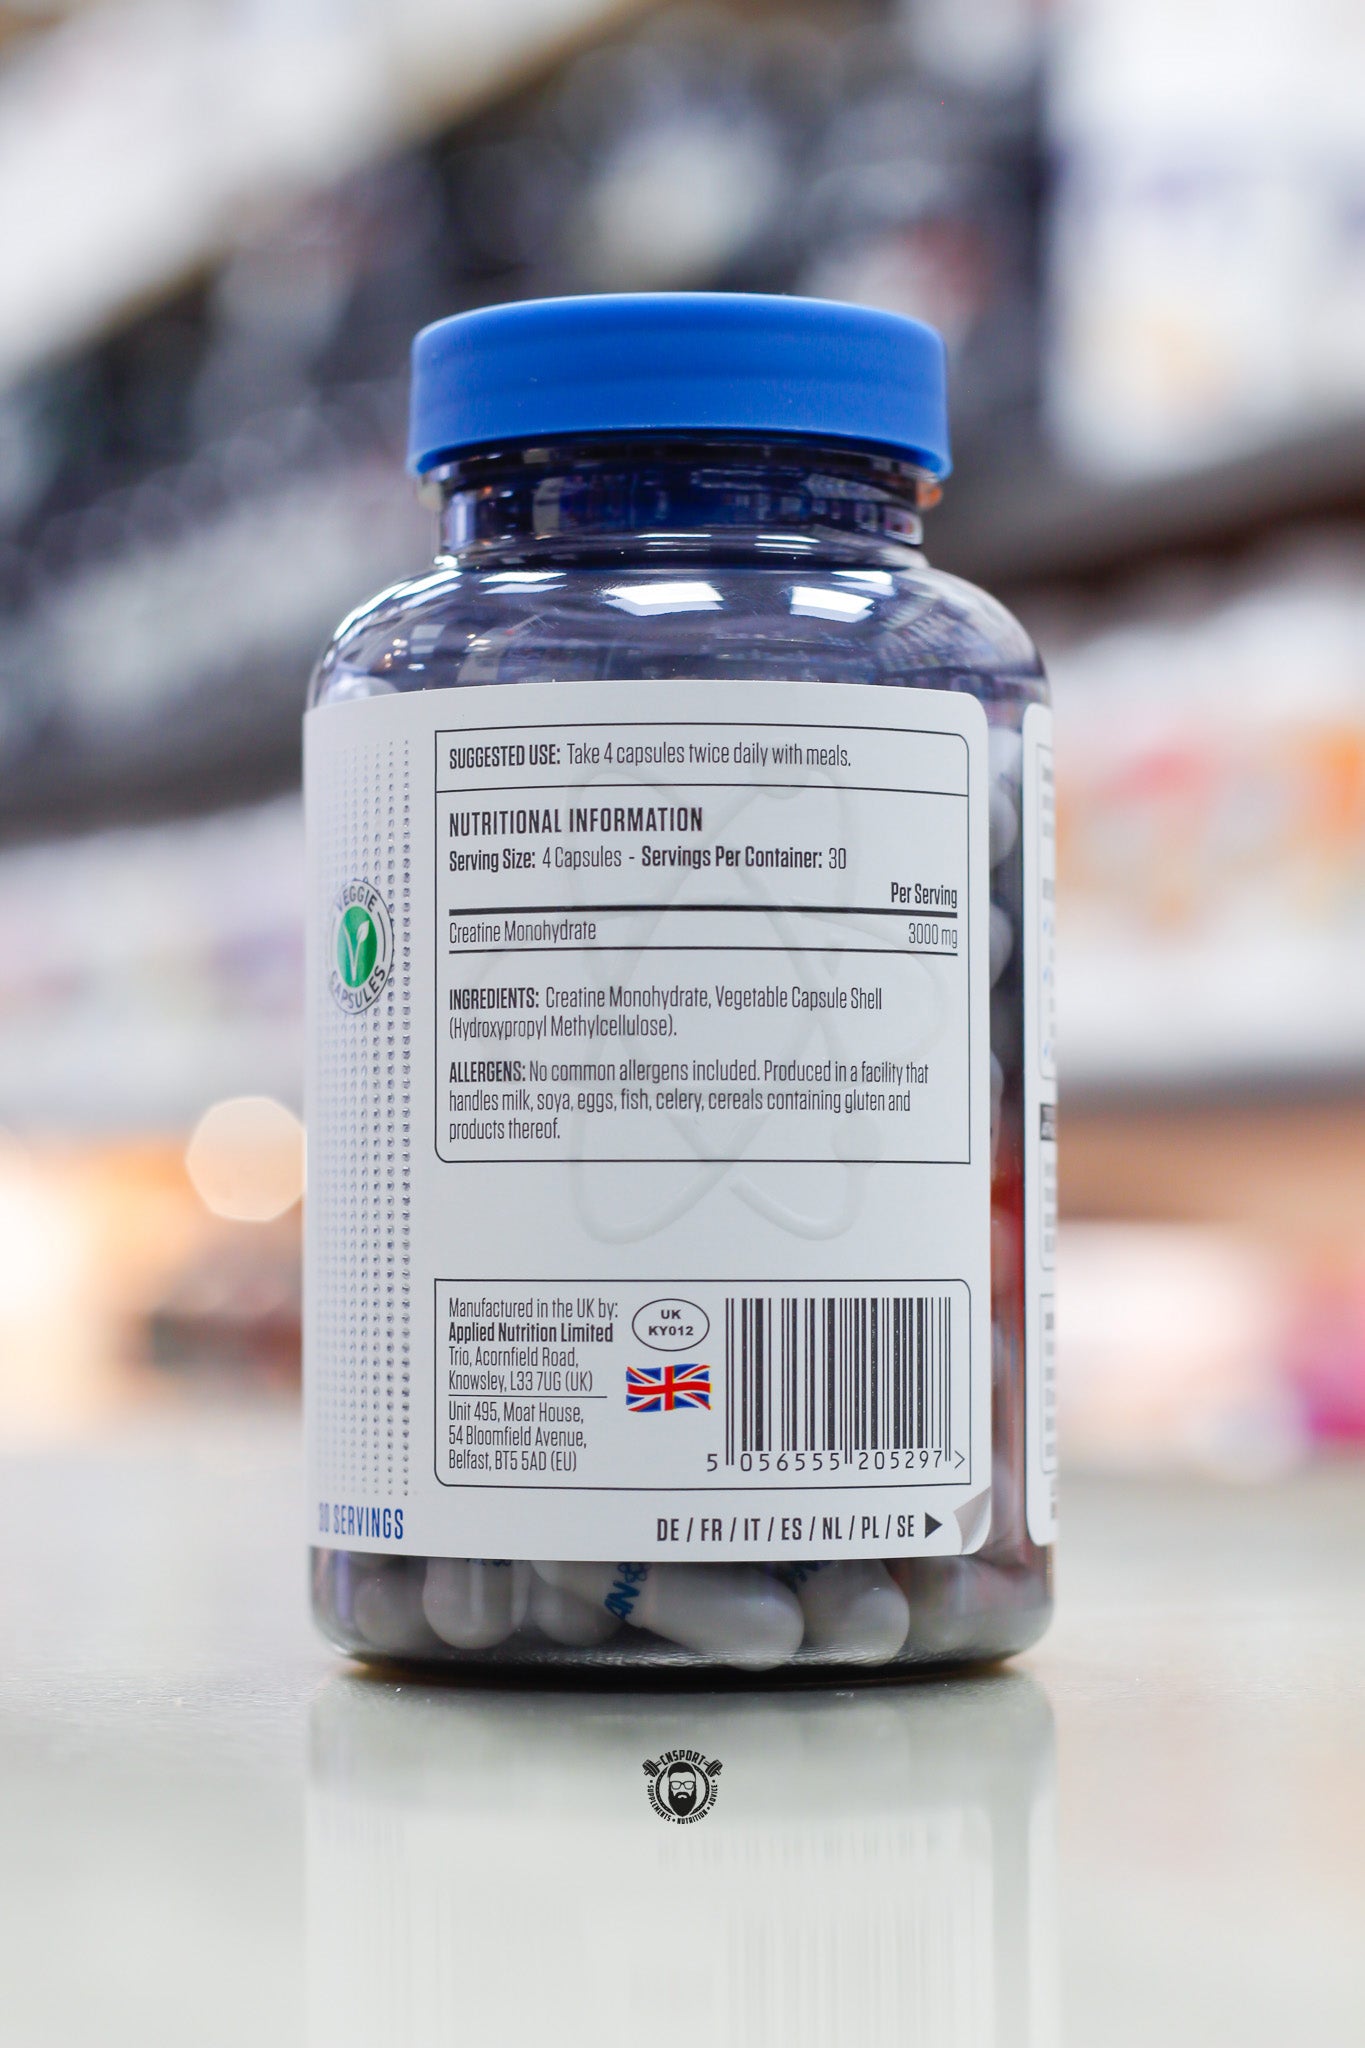 SUGGESTED USE: Take 4 capsules twice daily with meals.
NUTRITIONAL INFORMATION
Serving Size: 4 Capsules - Servings Per Container: 30
Per Serving
Creatine Monohydrate 3000 mg
INGREDIENTS: Creatine Monohydrate, Vegetable Capsule Shell
(Hydroxypropyl Methylcellulose).
ALLERGENS: No common allergens included. Produced in a facility that
handles milk, soya, eggs, fish, celery, cereals containing gluten and
products thereof.
VEGGIE
CAPSULES
Manufactured in the UK by:
Applied Nutrition Limited
Trio, Acornfield Road,
Knowsley, L33 7UG (UK)
Unit 495, Moat House,
54 Bloomfield Avenue,
Belfast, BT5 5AD (EU)
UK
KY012
5 056555 205297 >
30 SERVINGS
DE / FR / IT / ES / NL / PL / SE
AN
CNSPORT
SUPPLEMENTS • NUTRITION • ADVICE